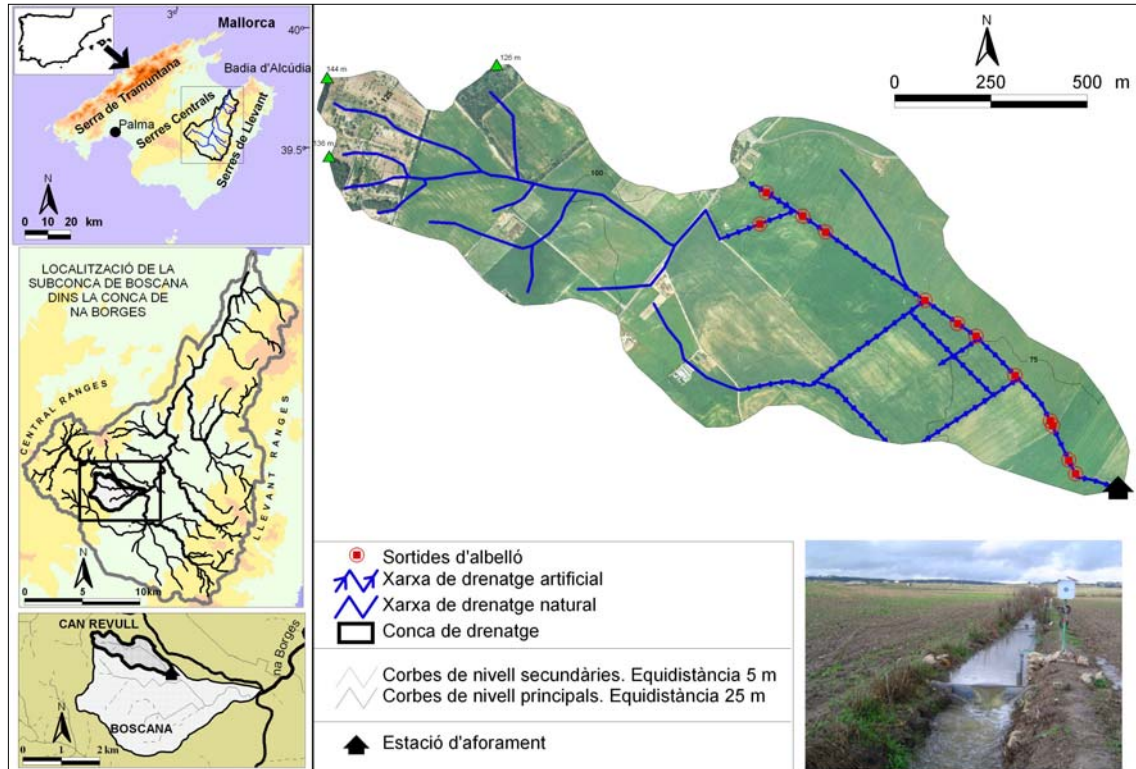 3º
Mallorca
40º
Badia d'Alcúdia
Serra de Tramuntana
Serres Centrals
Palma
Serres de Llevant
39.5º
N
0 10 20 km
LOCALITZACIÓ DE LA
SUBCONCA DE BOSCANA
DINS LA CONCA DE
NA BORGES
CENTRAL RANGES
LLEVANT RANGES
N
0 5 10km
CAN REVULL
na Borges
BOSCANA
N
0 1 2 km
N
0 250 500 m
126 m
144 m
125
136 m
100
75
Sortides d'albelló
Xarxa de drenatge artificial
Xarxa de drenatge natural
Conca de drenatge
Corbes de nivell secundàries. Equidistància 5 m
Corbes de nivell principals. Equidistància 25 m
Estació d'aforament